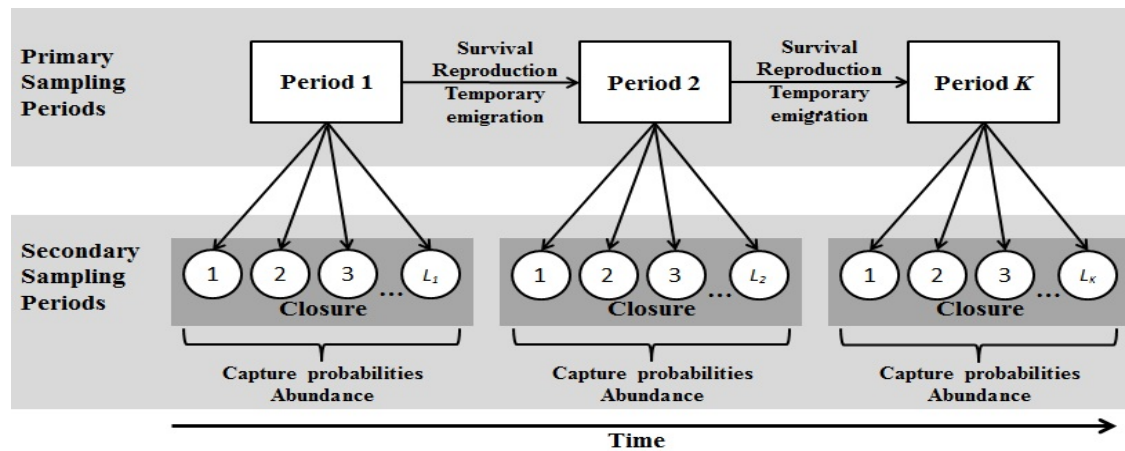 Primary
Sampling
Periods
Period 1
Survival
Reproduction
Temporary
emigration
Period 2
Survival
Reproduction
Temporary
emigration
Period K
Secondary
Sampling
Periods
1 2 3 ... L₁
Closure
1 2 3 ... L₂
Closure
1 2 3 ... Lₖ
Closure
Capture probabilities
Abundance
Capture probabilities
Abundance
Capture probabilities
Abundance
Time